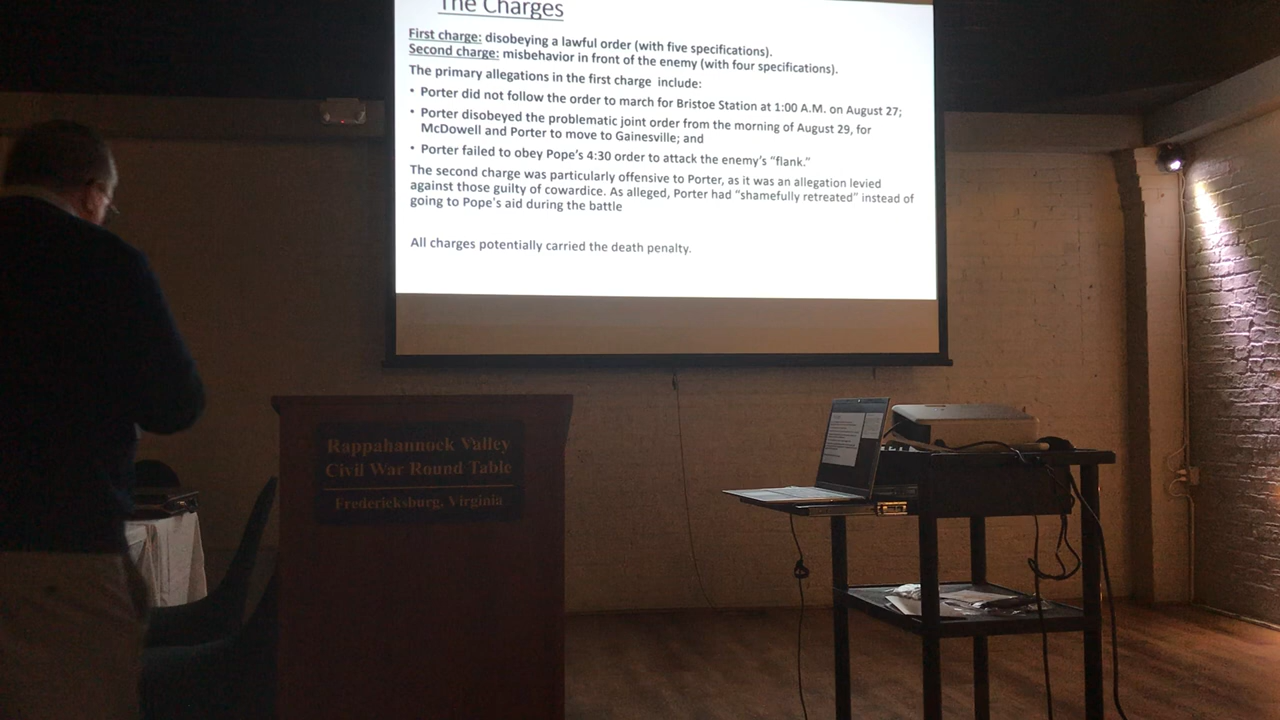 The Charges
First charge: disobeying a lawful order (with five specifications).
Second charge: misbehavior in front of the enemy (with four specifications).
The primary allegations in the first charge include:
• Porter did not follow the order to march for Bristoe Station at 1:00 A.M. on August 27;
• Porter disobeyed the problematic joint order from the morning of August 29, for
McDowell and Porter to move to Gainesville; and
• Porter failed to obey Pope's 4:30 order to attack the enemy's "flank."
The second charge was particularly offensive to Porter, as it was an allegation levied
against those guilty of cowardice. As alleged, Porter had "shamefully retreated" instead of
going to Pope's aid during the battle
All charges potentially carried the death penalty.
Rappahannock Valley
Civil War Round Table
Fredericksburg, Virginia